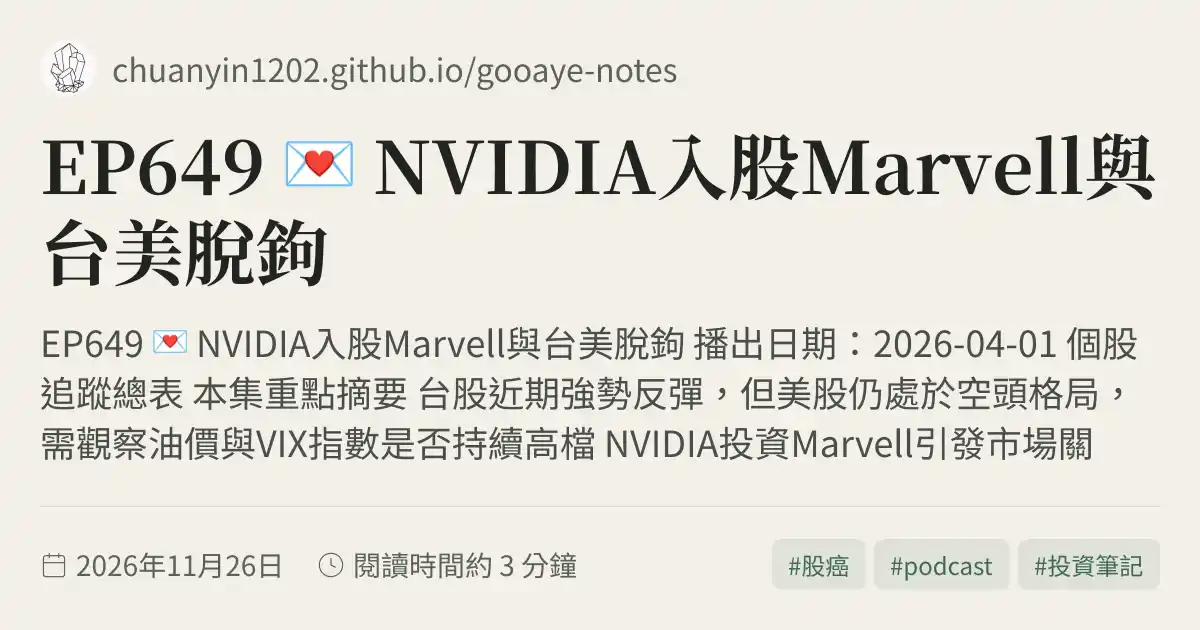 chuanyin1202.github.io/gooaye-notes
EP649 💌 NVIDIA入股Marvell與
台美脫鉤
EP649 💌 NVIDIA入股Marvell與台美脫鉤 播出日期：2026-04-01 個股
追蹤總表 本集重點摘要 台股近期強勢反彈，但美股仍處於空頭格局，
需觀察油價與VIX指數是否持續高檔 NVIDIA投資Marvell引發市場關
2026年11月26日 閱讀時間約 3 分鐘 #股癌 #podcast #投資筆記